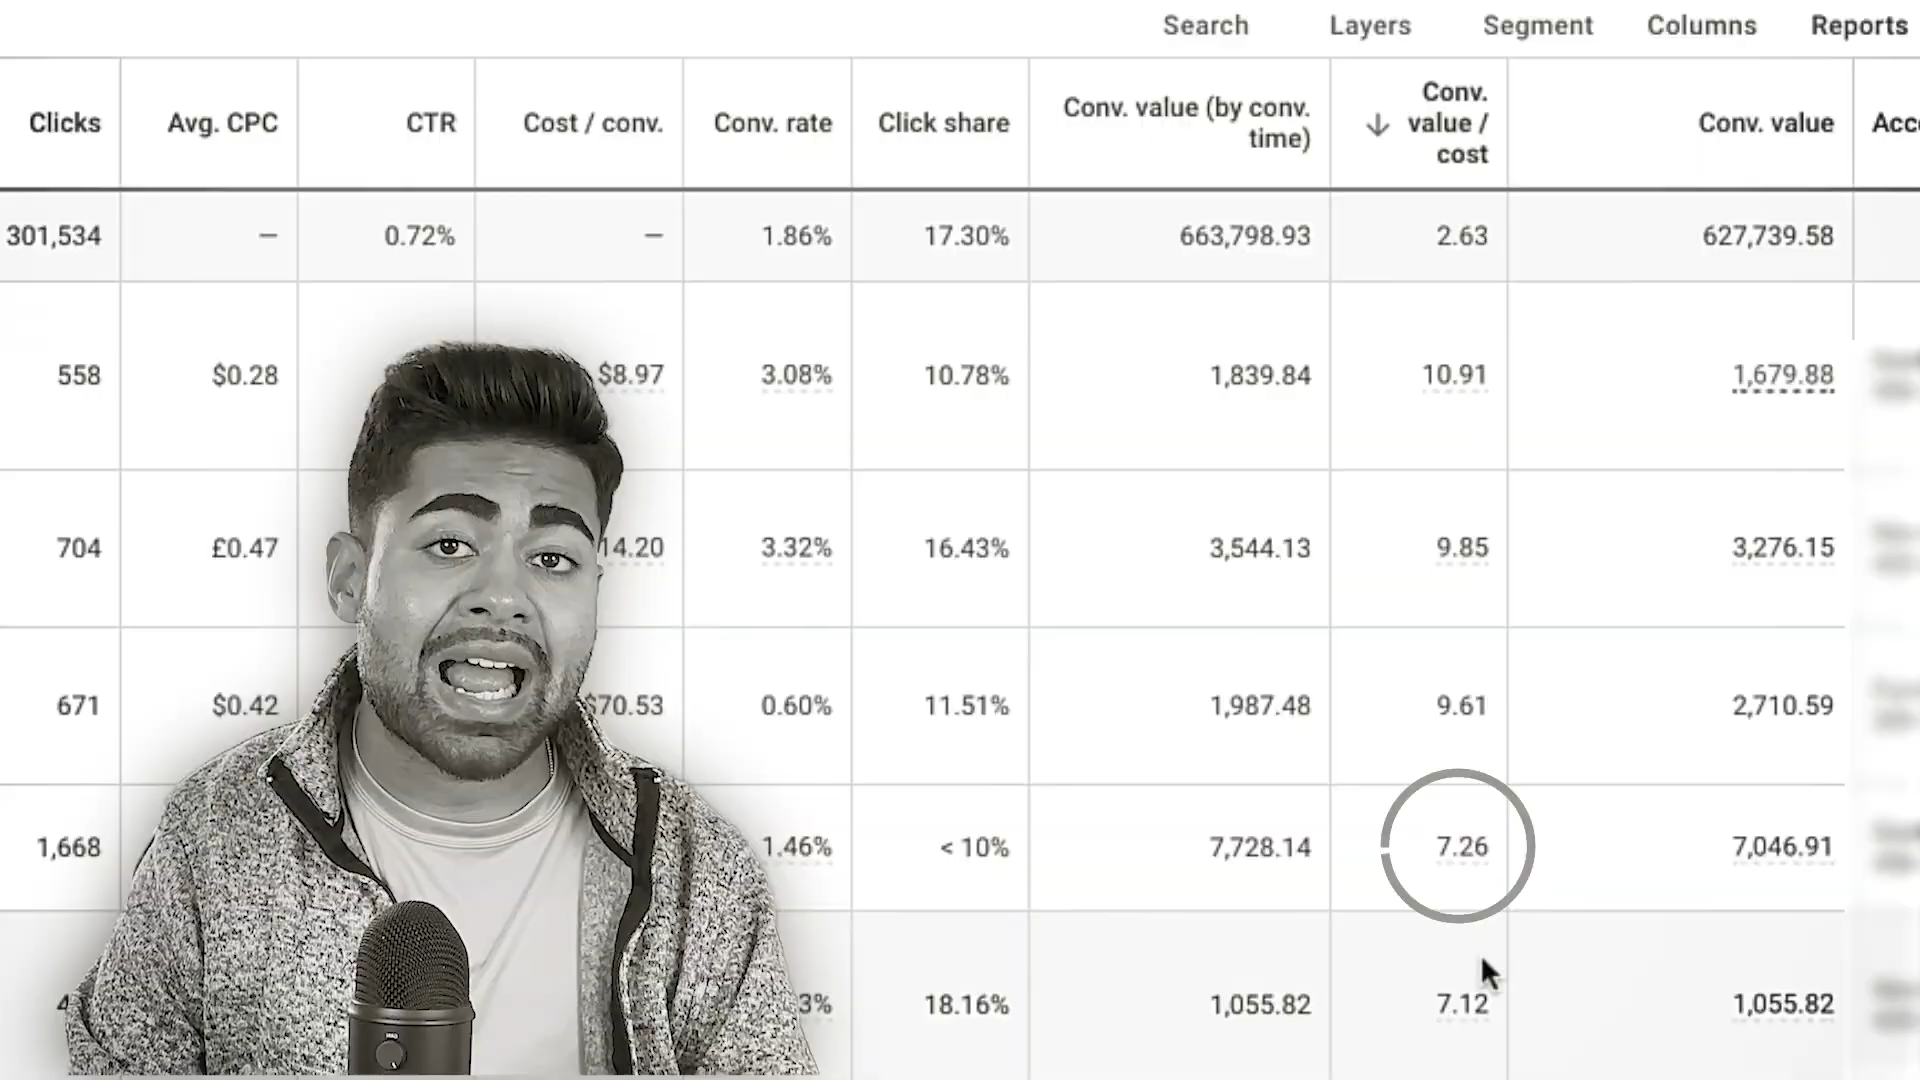 Search Layers Segment Columns Reports
Clicks Avg. CPC CTR Cost / conv. Conv. rate Click share Conv. value (by conv. time) Conv. value / cost Conv. value
301,534 — 0.72% — 1.86% 17.30% 663,798.93 2.63 627,739.58
558 $0.28 $8.97 3.08% 10.78% 1,839.84 10.91 1,679.88
704 £0.47 14.20 3.32% 16.43% 3,544.13 9.85 3,276.15
671 $0.42 $70.53 0.60% 11.51% 1,987.48 9.61 2,710.59
1,668 1.46% < 10% 7,728.14 7.26 7,046.91
3% 18.16% 1,055.82 7.12 1,055.82